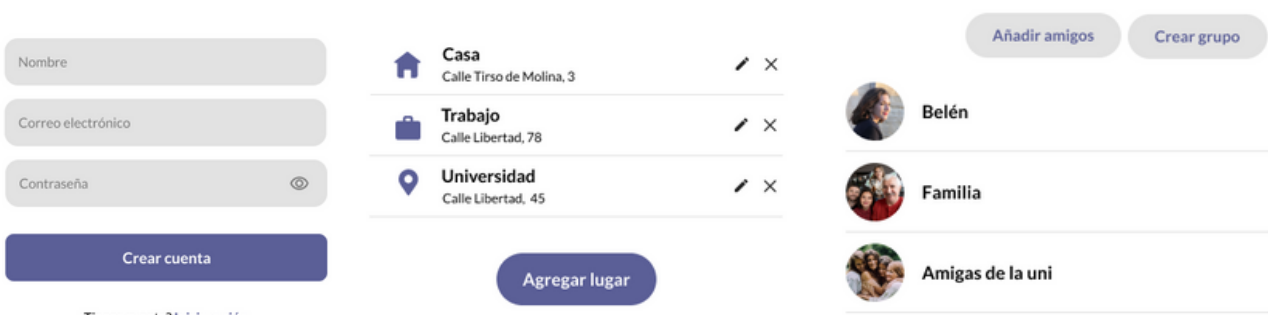 Nombre
Correo electrónico
Contraseña
Crear cuenta
Casa
Calle Tirso de Molina, 3
Trabajo
Calle Libertad, 78
Universidad
Calle Libertad, 45
Agregar lugar
Añadir amigos
Crear grupo
Belén
Familia
Amigas de la uni